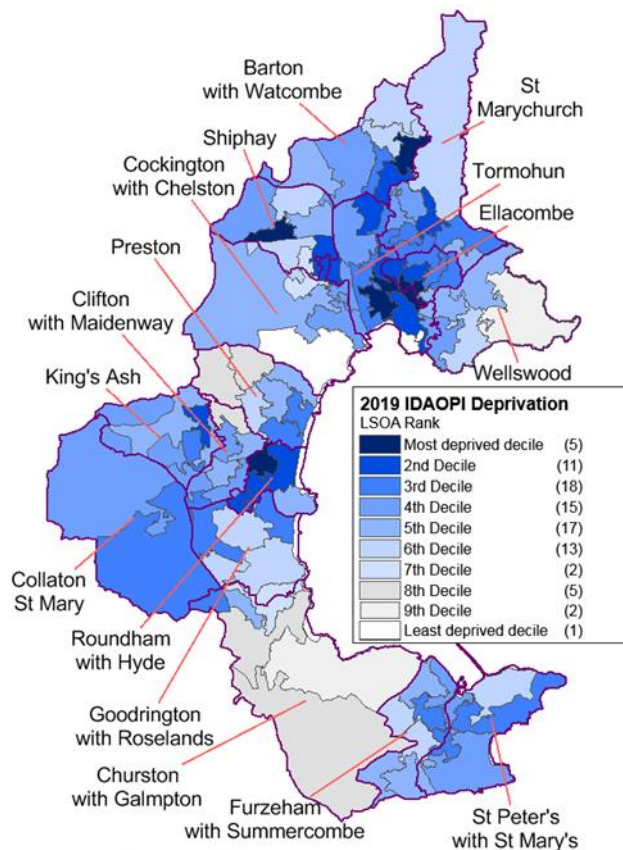 Barton
with Watcombe
St
Marychurch
Shiphay
Cockington
with Chelston
Tormohun
Ellacombe
Preston
Clifton
with Maidenway
King's Ash
Wellswood
2019 IDAOPI Deprivation
LSOA Rank
Most deprived decile (5)
2nd Decile (11)
3rd Decile (18)
4th Decile (15)
5th Decile (17)
6th Decile (13)
7th Decile (2)
8th Decile (5)
9th Decile (2)
Least deprived decile (1)
Collaton
St Mary
Roundham
with Hyde
Goodrington
with Roselands
Churston
with Galmpton
Furzeham
with Summercombe
St Peter's
with St Mary's